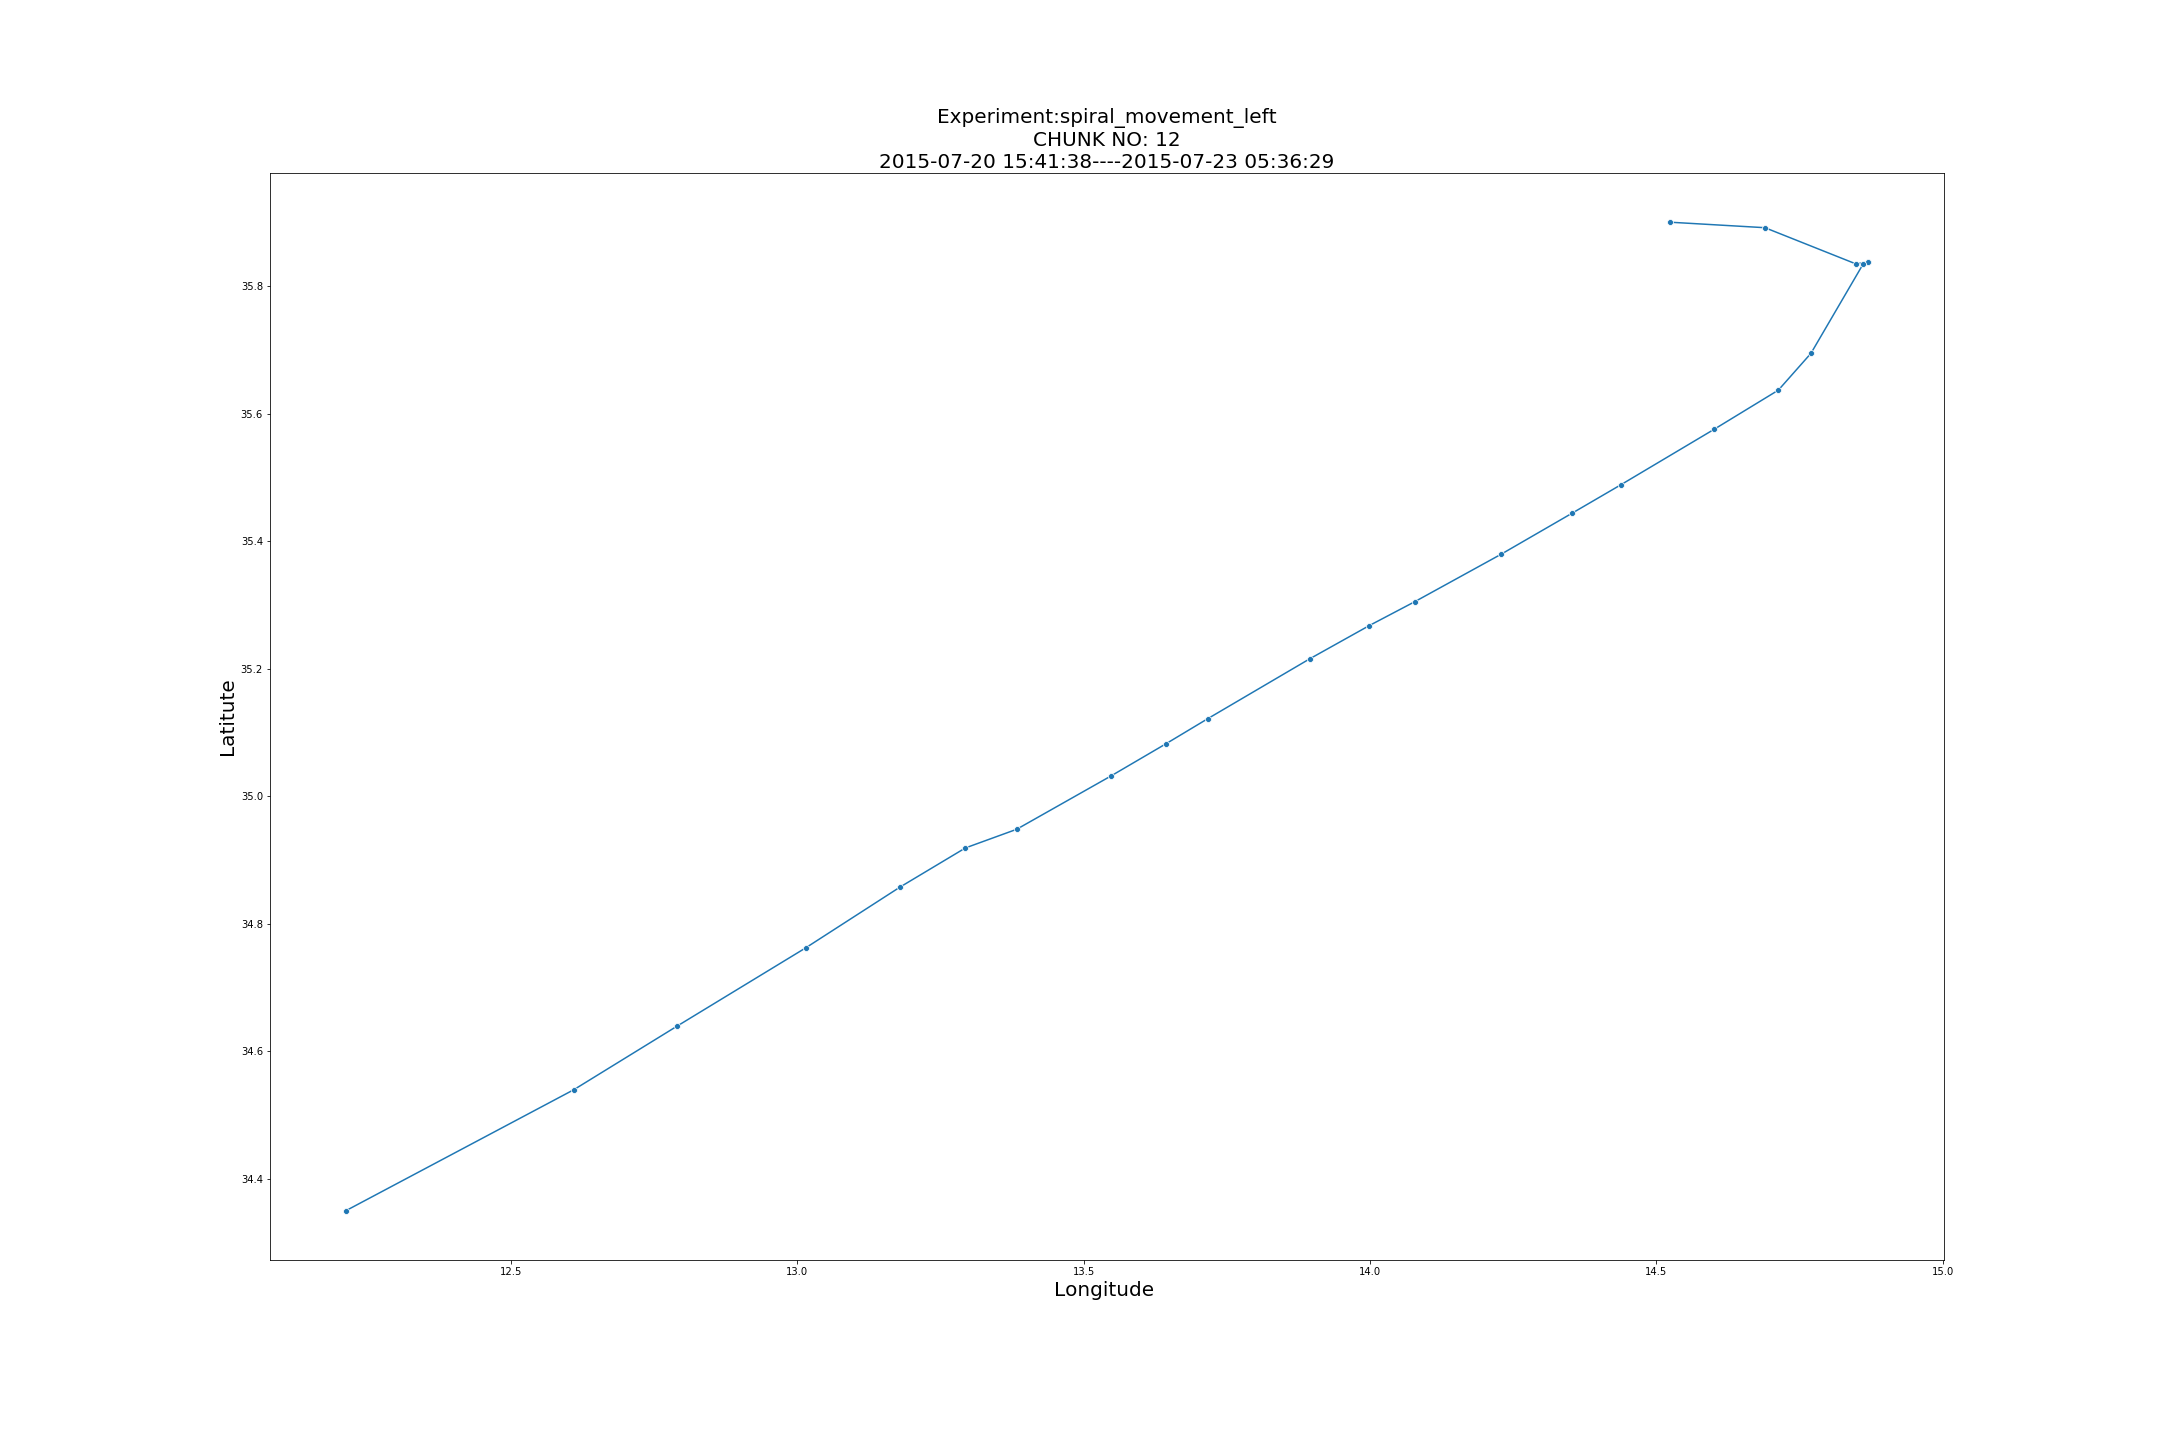 Experiment:spiral_movement_left
CHUNK NO: 12
2015-07-20 15:41:38----2015-07-23 05:36:29
35.8
35.6
35.4
35.2
35.0
34.8
34.6
34.4
Latitute
12.5
13.0
13.5
14.0
14.5
15.0
Longitude